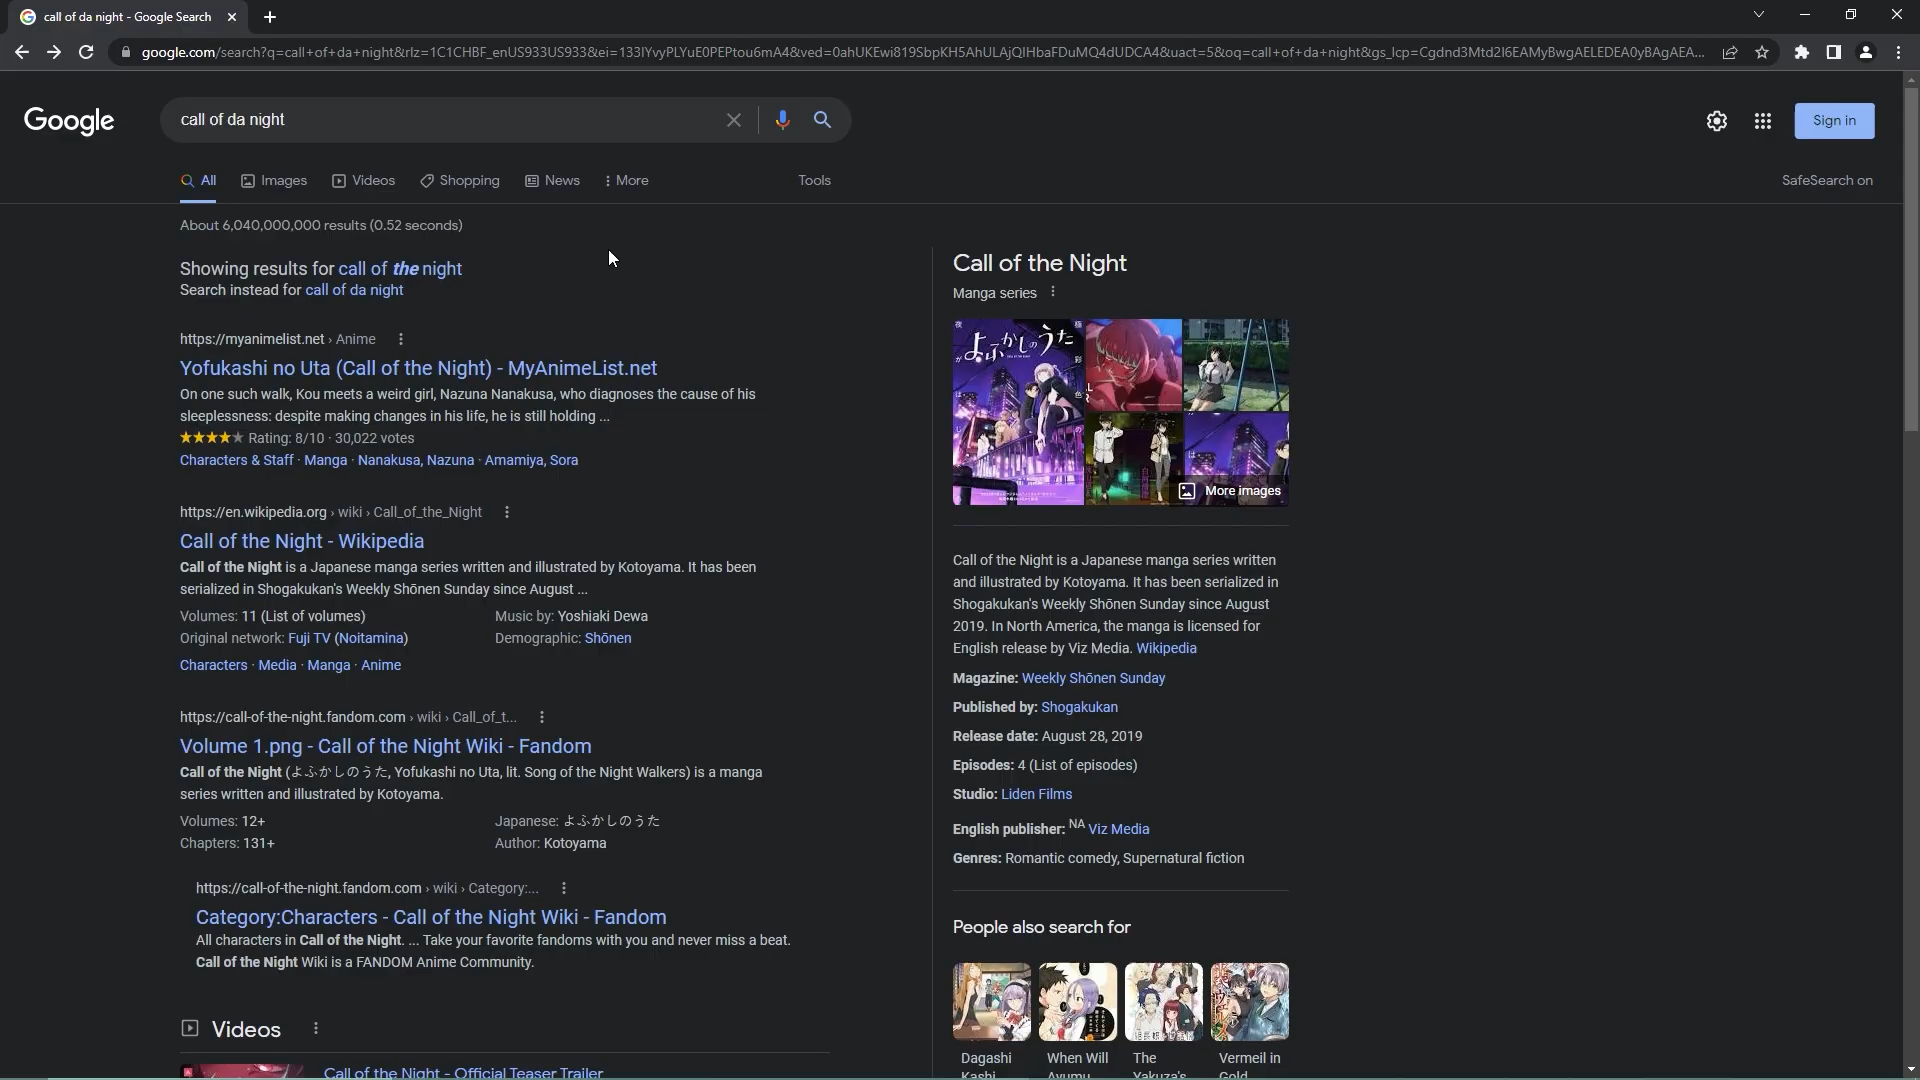 call of da night - Google Search
google.com/search?q=call+of+da+night&rlz=1C1CHBF_enUS933US933&ei=133IYvyPLYuE0PEPtou6mA4&ved=0ahUKEwi819SbpKH5AhULAjQIHbaFDuMQ4dUDCA4&uact=5&oq=call+of+da+night&gs_lcp=Cgdnd3Mtd2l6EAMyBwgAELEDEA0yBAgAEA...
Google
call of da night
Sign in
All
Images
Videos
Shopping
News
More
Tools
SafeSearch on
About 6,040,000,000 results (0.52 seconds)
Showing results for call of the night
Search instead for call of da night
https://myanimelist.net › Anime
Yofukashi no Uta (Call of the Night) - MyAnimeList.net
On one such walk, Kou meets a weird girl, Nazuna Nanakusa, who diagnoses the cause of his
sleeplessness: despite making changes in his life, he is still holding ...
Rating: 8/10 · 30,022 votes
Characters & Staff · Manga · Nanakusa, Nazuna · Amamiya, Sora
https://en.wikipedia.org › wiki › Call_of_the_Night
Call of the Night - Wikipedia
Call of the Night is a Japanese manga series written and illustrated by Kotoyama. It has been
serialized in Shogakukan's Weekly Shōnen Sunday since August ...
Volumes: 11 (List of volumes)
Music by: Yoshiaki Dewa
Original network: Fuji TV (Noitamina)
Demographic: Shōnen
Characters · Media · Manga · Anime
https://call-of-the-night.fandom.com › wiki › Call_of_t...
Volume 1.png - Call of the Night Wiki - Fandom
Call of the Night (よふかしのうた, Yofukashi no Uta, lit. Song of the Night Walkers) is a manga
series written and illustrated by Kotoyama.
Volumes: 12+
Japanese: よふかしのうた
Chapters: 131+
Author: Kotoyama
https://call-of-the-night.fandom.com › wiki › Category:...
Category:Characters - Call of the Night Wiki - Fandom
All characters in Call of the Night. ... Take your favorite fandoms with you and never miss a beat.
Call of the Night Wiki is a FANDOM Anime Community.
Videos
Call of the Night - Official Teaser Trailer
Call of the Night
Manga series
よふかしのうた
More images
Call of the Night is a Japanese manga series written
and illustrated by Kotoyama. It has been serialized in
Shogakukan's Weekly Shōnen Sunday since August
2019. In North America, the manga is licensed for
English release by Viz Media. Wikipedia
Magazine: Weekly Shōnen Sunday
Published by: Shogakukan
Release date: August 28, 2019
Episodes: 4 (List of episodes)
Studio: Liden Films
English publisher: NA Viz Media
Genres: Romantic comedy, Supernatural fiction
People also search for
Dagashi
Kashi
When Will
Ayumu
The
Yakuza's
Vermeil in
Gold